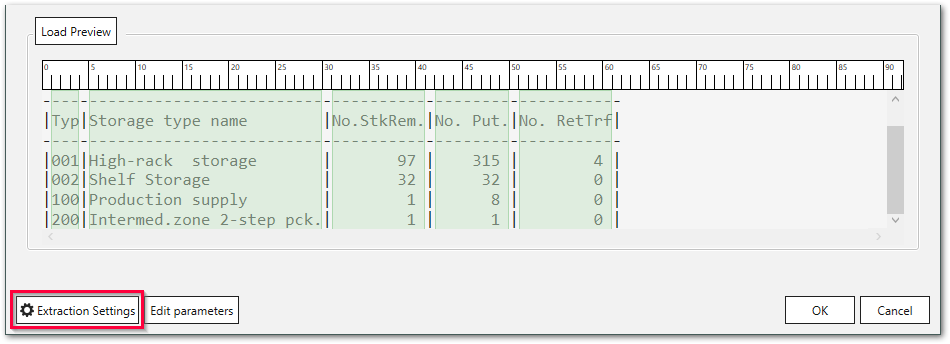 Load Preview
0 5 10 15 20 25 30 35 40 45 50 55 60 65 70 75 80 85 90
--------------------------------------------------------------
|Typ|Storage type name        |No.StkRem.|No. Put.|No. RetTrf|
--------------------------------------------------------------
|001|High-rack  storage       |        97|     315|         4|
|002|Shelf Storage            |        32|      32|         0|
|100|Production supply        |         1|       8|         0|
|200|Intermed.zone 2-step pck.|         1|       1|         0|
Extraction Settings Edit parameters OK Cancel